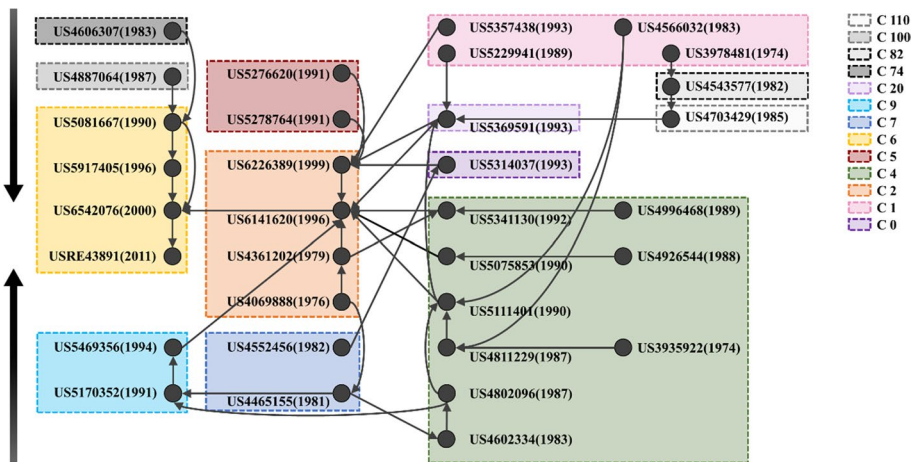 US4606307(1983)
US4887064(1987)
US5081667(1990)
US5917405(1996)
US6542076(2000)
USRE43891(2011)
US5469356(1994)
US5170352(1991)
US5276620(1991)
US5278764(1991)
US6226389(1999)
US6141620(1996)
US4361202(1979)
US4069888(1976)
US4552456(1982)
US4465155(1981)
US5357438(1993)
US5229941(1989)
US4566032(1983)
US3978481(1974)
US4543577(1982)
US4703429(1985)
US5369591(1993)
US5314037(1993)
US5341130(1992)
US4996468(1989)
US5075853(1990)
US4926544(1988)
US5111401(1990)
US4811229(1987)
US3935922(1974)
US4802096(1987)
US4602334(1983)
C 110
C 100
C 82
C 74
C 20
C 9
C 7
C 6
C 5
C 4
C 2
C 1
C 0